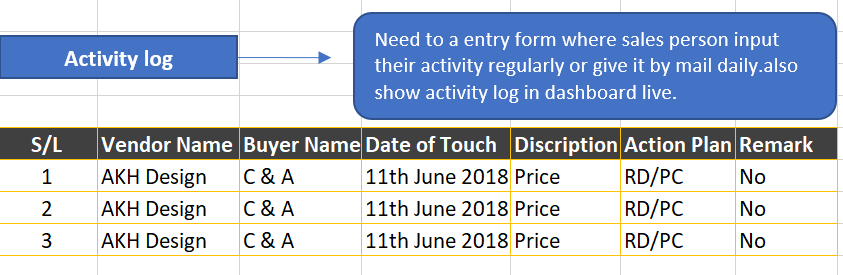 Activity log
Need to a entry form where sales person input
their activity regularly or give it by mail daily.also
show activity log in dashboard live.
S/L Vendor Name Buyer Name Date of Touch Discription Action Plan Remark
1 AKH Design C & A 11th June 2018 Price RD/PC No
2 AKH Design C & A 11th June 2018 Price RD/PC No
3 AKH Design C & A 11th June 2018 Price RD/PC No